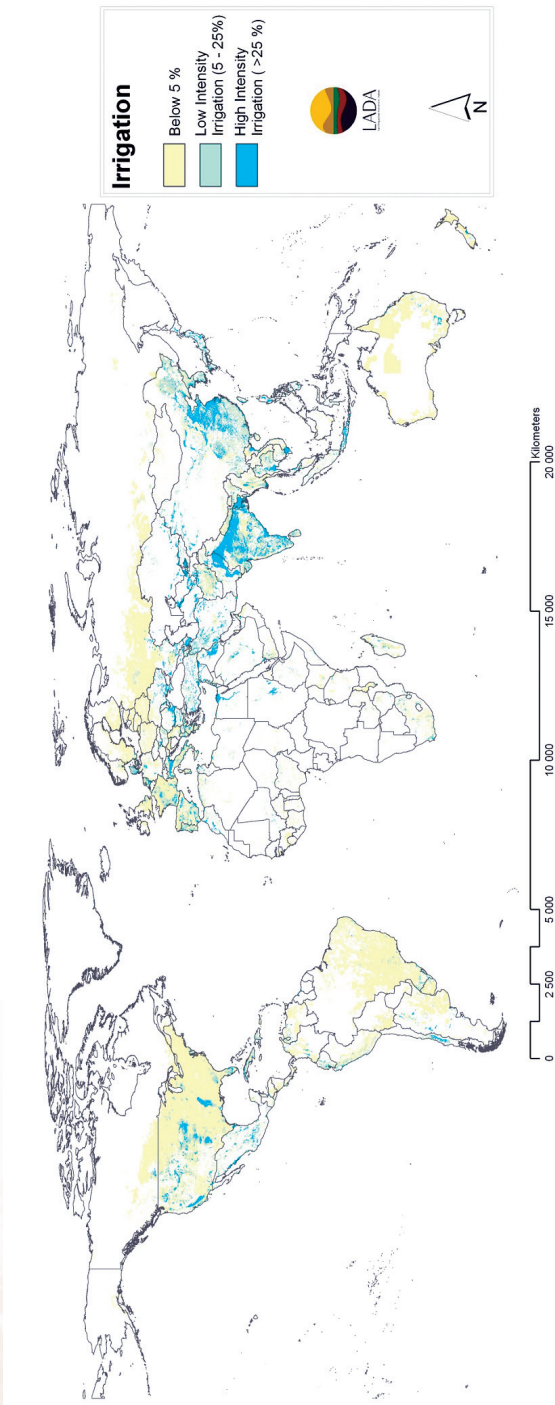 Irrigation
Below 5 %
Low Intensity
Irrigation (5 - 25%)
High Intensity
Irrigation ( >25 %)
LADA
N
Kilometers
0
2 500
5 000
10 000
15 000
20 000